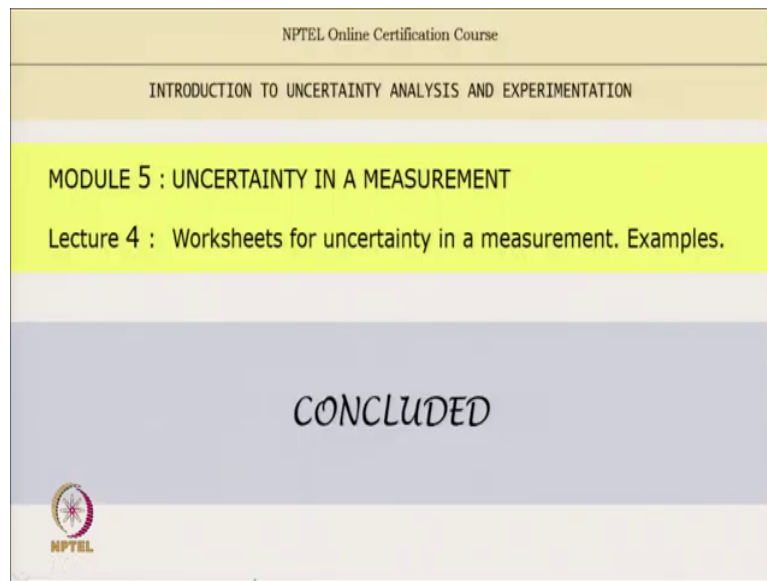 NPTEL Online Certification Course
INTRODUCTION TO UNCERTAINTY ANALYSIS AND EXPERIMENTATION
MODULE 5 : UNCERTAINTY IN A MEASUREMENT
Lecture 4 : Worksheets for uncertainty in a measurement. Examples.
CONCLUDED
NPTEL